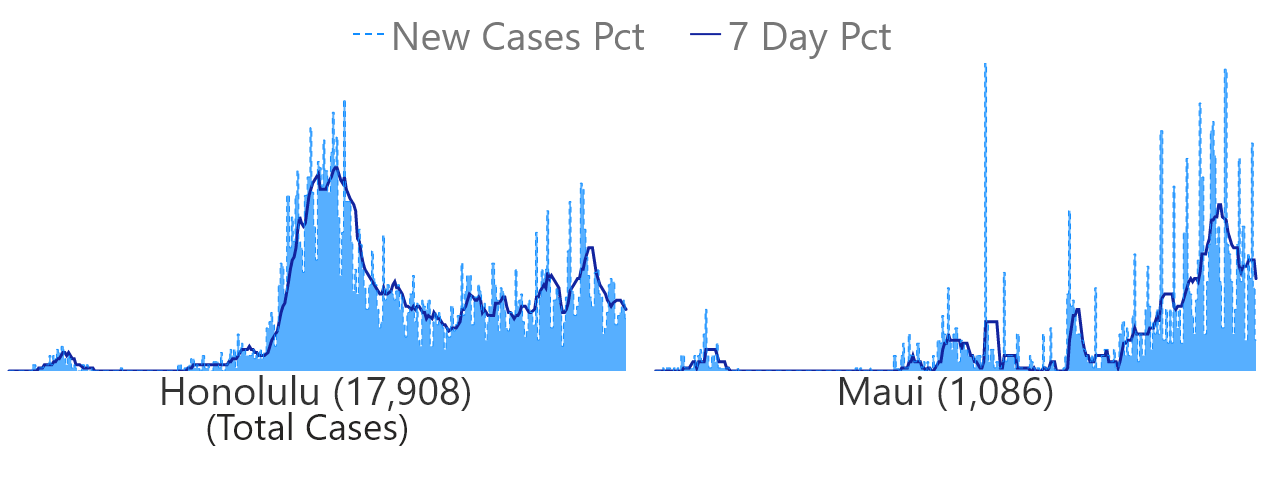 New Cases Pct 7 Day Pct
Honolulu (17,908) Maui (1,086)
(Total Cases)